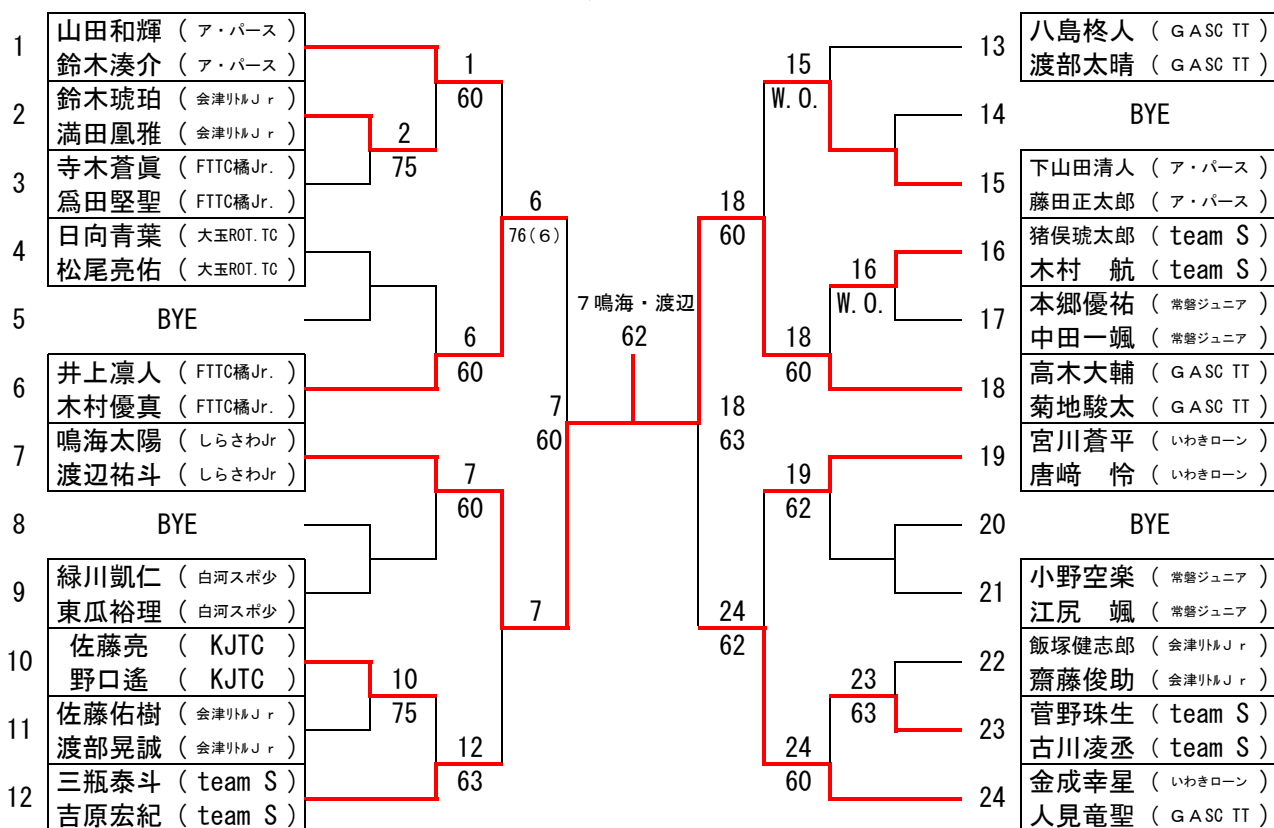 1
山田和輝 ( ア・パース )
鈴木湊介 ( ア・パース )
2
鈴木琥珀 ( 会津リトルJr )
満田凰雅 ( 会津リトルJr )
3
寺木蒼眞 ( FTTC橘Jr. )
爲田堅聖 ( FTTC橘Jr. )
4
日向青葉 ( 大玉ROT.TC )
松尾亮佑 ( 大玉ROT.TC )
5
BYE
6
井上凛人 ( FTTC橘Jr. )
木村優真 ( FTTC橘Jr. )
7
鳴海太陽 ( しらさわJr )
渡辺祐斗 ( しらさわJr )
8
BYE
9
緑川凱仁 ( 白河スポ少 )
東瓜裕理 ( 白河スポ少 )
10
佐藤亮 ( KJTC )
野口遙 ( KJTC )
11
佐藤佑樹 ( 会津リトルJr )
渡部晃誠 ( 会津リトルJr )
12
三瓶泰斗 ( team S )
吉原宏紀 ( team S )
2
75
10
75
1
60
6
60
7
60
12
63
6
76(6)
7
7
60
7鳴海・渡辺
62
18
63
18
60
24
62
15
W.O.
18
60
19
62
24
60
16
W.O.
23
63
13
八島柊人 ( GASC TT )
渡部太晴 ( GASC TT )
14
BYE
15
下山田清人 ( ア・パース )
藤田正太郎 ( ア・パース )
16
猪俣琥太郎 ( team S )
木村 航 ( team S )
17
本郷優祐 ( 常磐ジュニア )
中田一颯 ( 常磐ジュニア )
18
高木大輔 ( GASC TT )
菊地駿太 ( GASC TT )
19
宮川蒼平 ( いわきローン )
唐﨑 怜 ( いわきローン )
20
BYE
21
小野空楽 ( 常磐ジュニア )
江尻 颯 ( 常磐ジュニア )
22
飯塚健志郎 ( 会津リトルJr )
齋藤俊助 ( 会津リトルJr )
23
菅野珠生 ( team S )
古川凌丞 ( team S )
24
金成幸星 ( いわきローン )
人見竜聖 ( GASC TT )